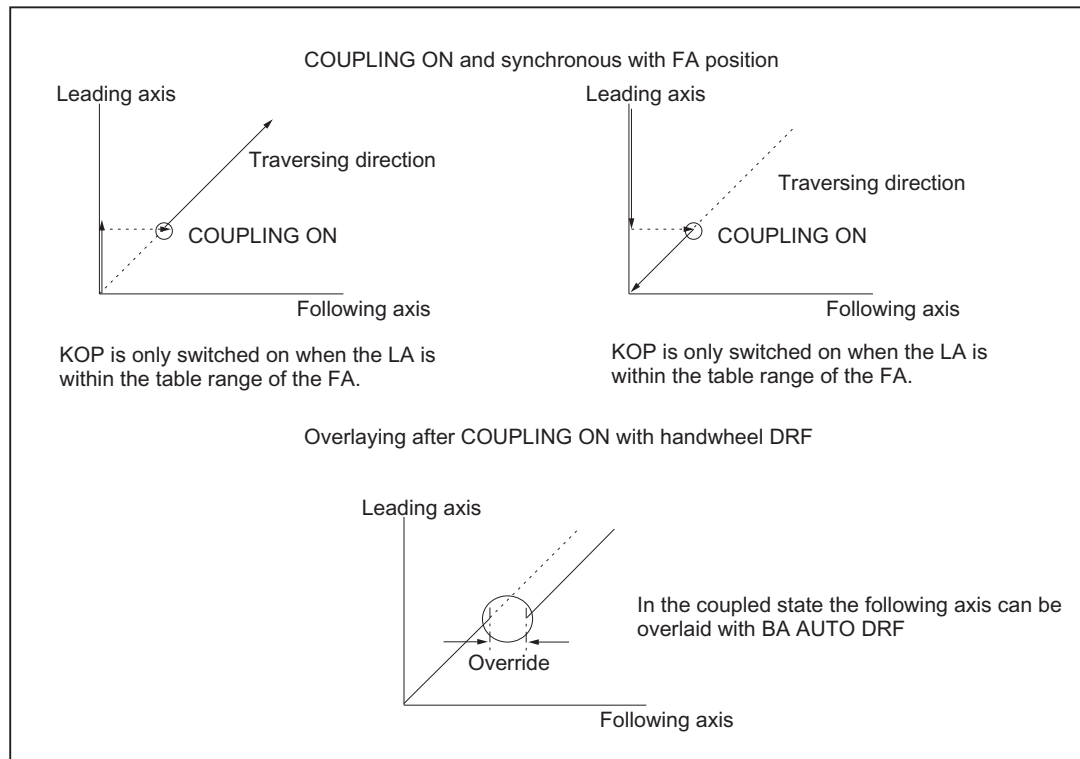 COUPLING ON and synchronous with FA position
Leading axis
Traversing direction
COUPLING ON
Following axis
KOP is only switched on when the LA is
within the table range of the FA.
Leading axis
Traversing direction
COUPLING ON
Following axis
KOP is only switched on when the LA is
within the table range of the FA.
Overlaying after COUPLING ON with handwheel DRF
Leading axis
In the coupled state the following axis can be
overlaid with BA AUTO DRF
Override
Following axis